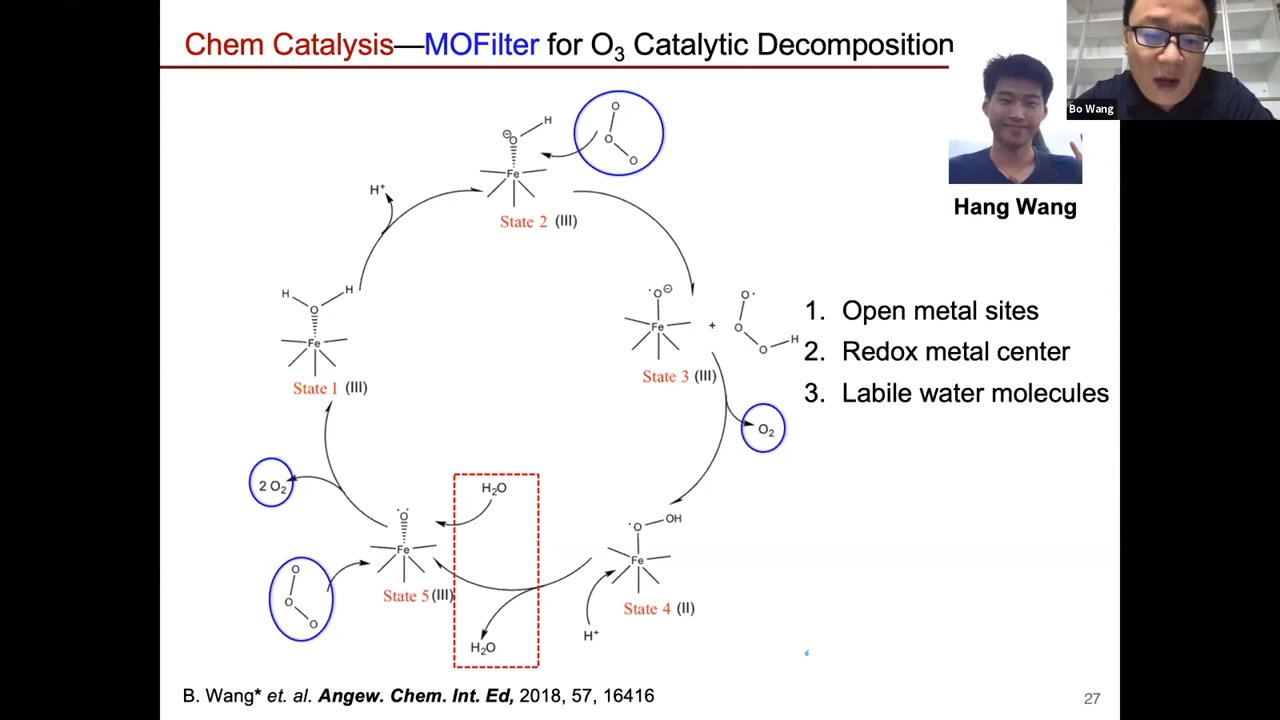 Chem Catalysis—MOFilter for O₃ Catalytic Decomposition
Bo Wang
Hang Wang
H
⊖
O
Fe
State 2 (III)
O
O
O
H⁺
H
H
O
Fe
State 1 (III)
·O⊖
Fe
State 3 (III)
+
O·
O
O
H
1. Open metal sites
2. Redox metal center
3. Labile water molecules
O₂
2 O₂
H₂O
Ö
Fe
State 5 (III)
O
O
O
·O
OH
Fe
State 4 (II)
H⁺
H₂O
B. Wang* et. al. Angew. Chem. Int. Ed, 2018, 57, 16416
27